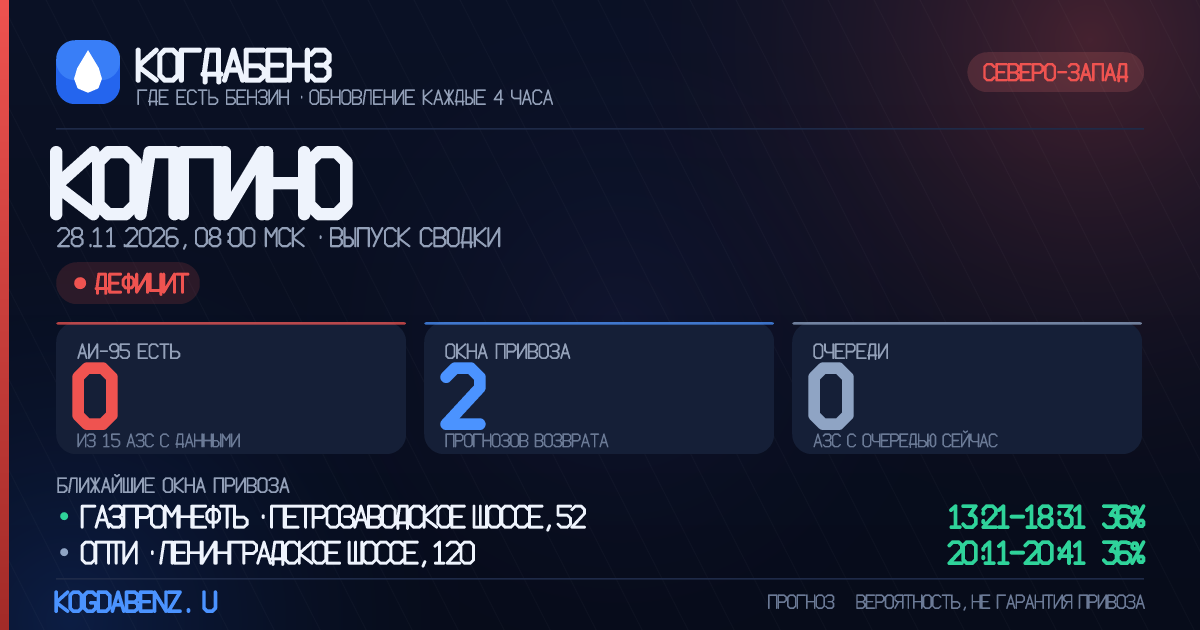 КОГДАБЕНЗ
ГДЕ ЕСТЬ БЕНЗИН · ОБНОВЛЕНИЕ КАЖДЫЕ 4 ЧАСА
СЕВЕРО-ЗАПАД
КОЛПИНО
28.11.2026, 08:00 МСК · ВЫПУСК СВОДКИ
• ДЕФИЦИТ
АИ-95 ЕСТЬ
0
ИЗ 15 АЗС С ДАННЫМИ
ОКНА ПРИВОЗА
2
ПРОГНОЗОВ ВОЗВРАТА
ОЧЕРЕДИ
0
АЗС С ОЧЕРЕДЬЮ СЕЙЧАС
БЛИЖАЙШИЕ ОКНА ПРИВОЗА
• ГАЗПРОМНЕФТЬ · ПЕТРОЗАВОДСКОЕ ШОССЕ, 52 13:21-18:31 36%
• ОПТИ · ЛЕНИНГРАДСКОЕ ШОССЕ, 120 20:11-20:41 36%
KOGDABENZ. U
ПРОГНОЗ ВЕРОЯТНОСТЬ, НЕ ГАРАНТИЯ ПРИВОЗА